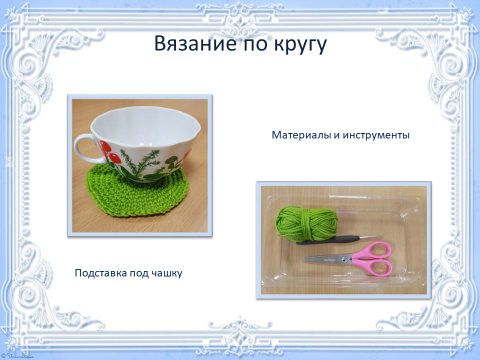 Вязание по кругу
Материалы и инструменты
Подставка под чашку